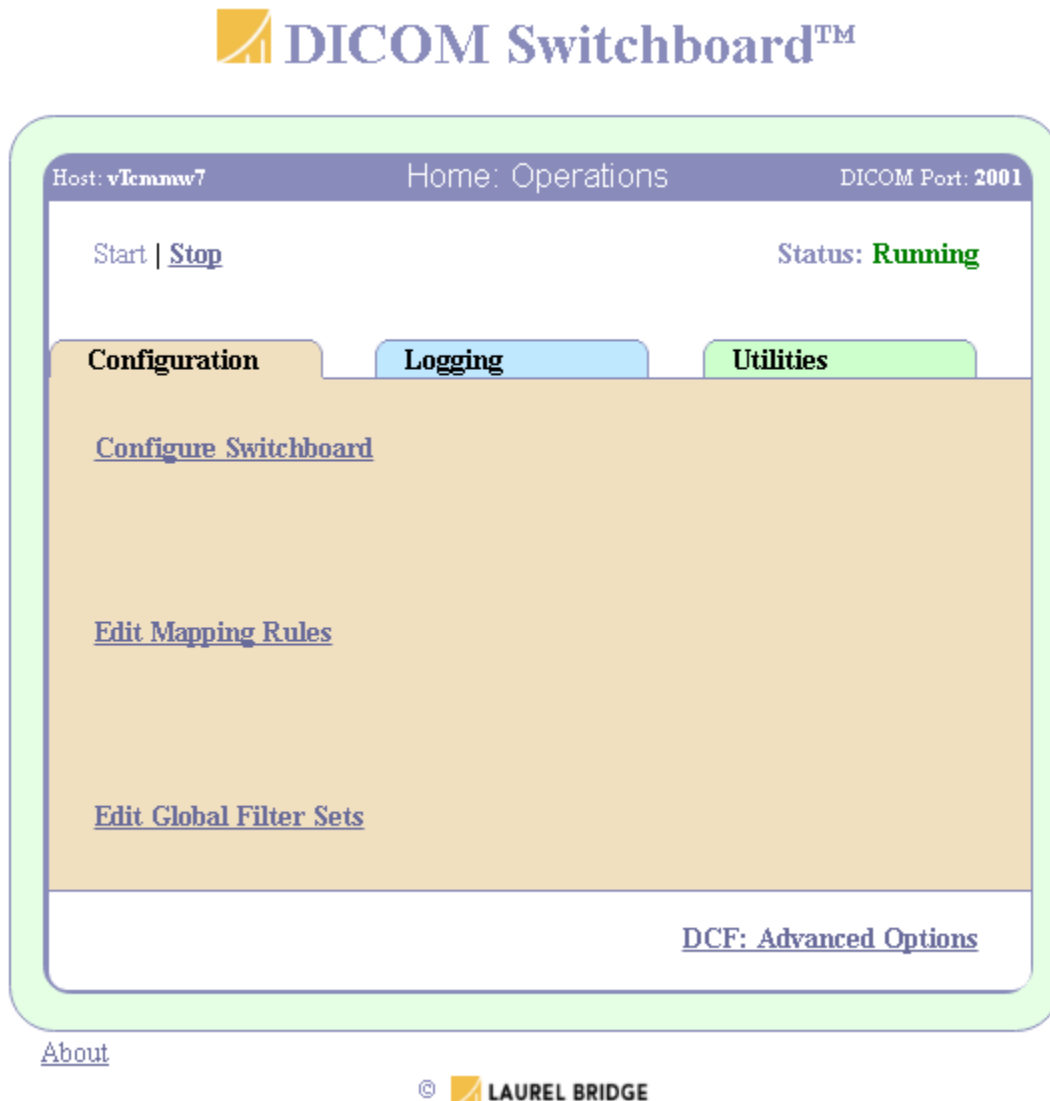 DICOM Switchboard™
Host: vTcmmw7 Home: Operations DICOM Port: 2001
Start | Stop Status: Running
Configuration Logging Utilities
Configure Switchboard
Edit Mapping Rules
Edit Global Filter Sets
DCF: Advanced Options
About
© LAUREL BRIDGE